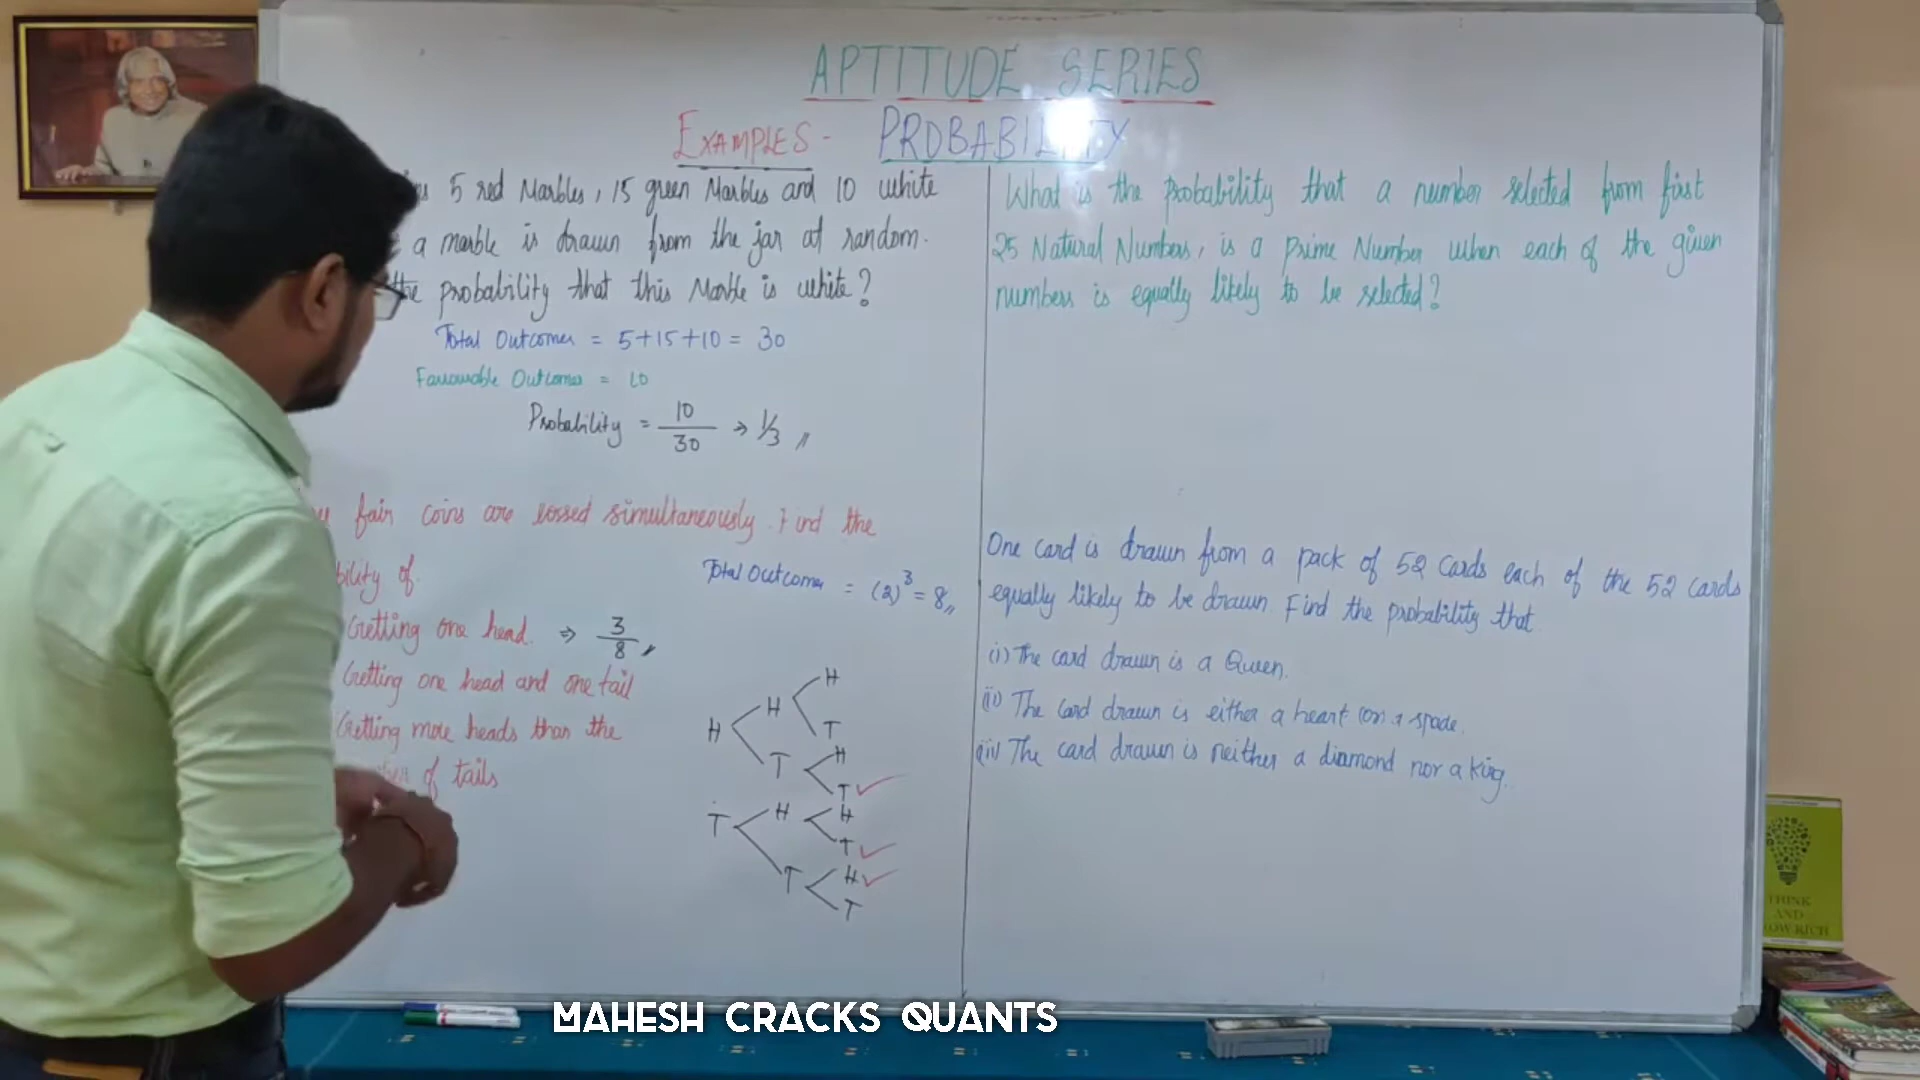 APTITUDE SERIES
EXAMPLES - PROBABILITY
5 red Marbles, 15 green Marbles and 10 white
a marble is drawn from the jar at random.
the probability that this Marble is white?
Total Outcomes = 5+15+10 = 30
Favourable Outcomes = 10
Probability = 10/30 → 1/3 //
fair coins are tossed simultaneously. Find the
bility of.
Total Outcomes = (2)^3 = 8,,
Getting one head. ⇒ 3/8 //
Getting one head and one tail
Getting more heads than the
of tails
H
H H
T
T H
T ✓
T H H
T ✓
T H ✓
T
What is the probability that a number selected from first
25 Natural Numbers, is a Prime Number when each of the given
numbers is equally likely to be selected?
One card is drawn from a pack of 52 cards each of the 52 cards
equally likely to be drawn. Find the probability that
(i) The card drawn is a Queen.
(ii) The card drawn is either a heart (or) a spade.
(iii) The card drawn is neither a diamond nor a king.
THINK
AND
MAHESH CRACKS QUANTS